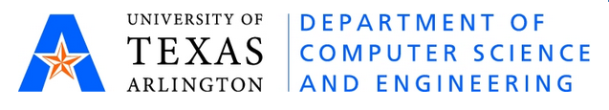 UNIVERSITY OF
TEXAS
ARLINGTON
DEPARTMENT OF
COMPUTER SCIENCE
AND ENGINEERING